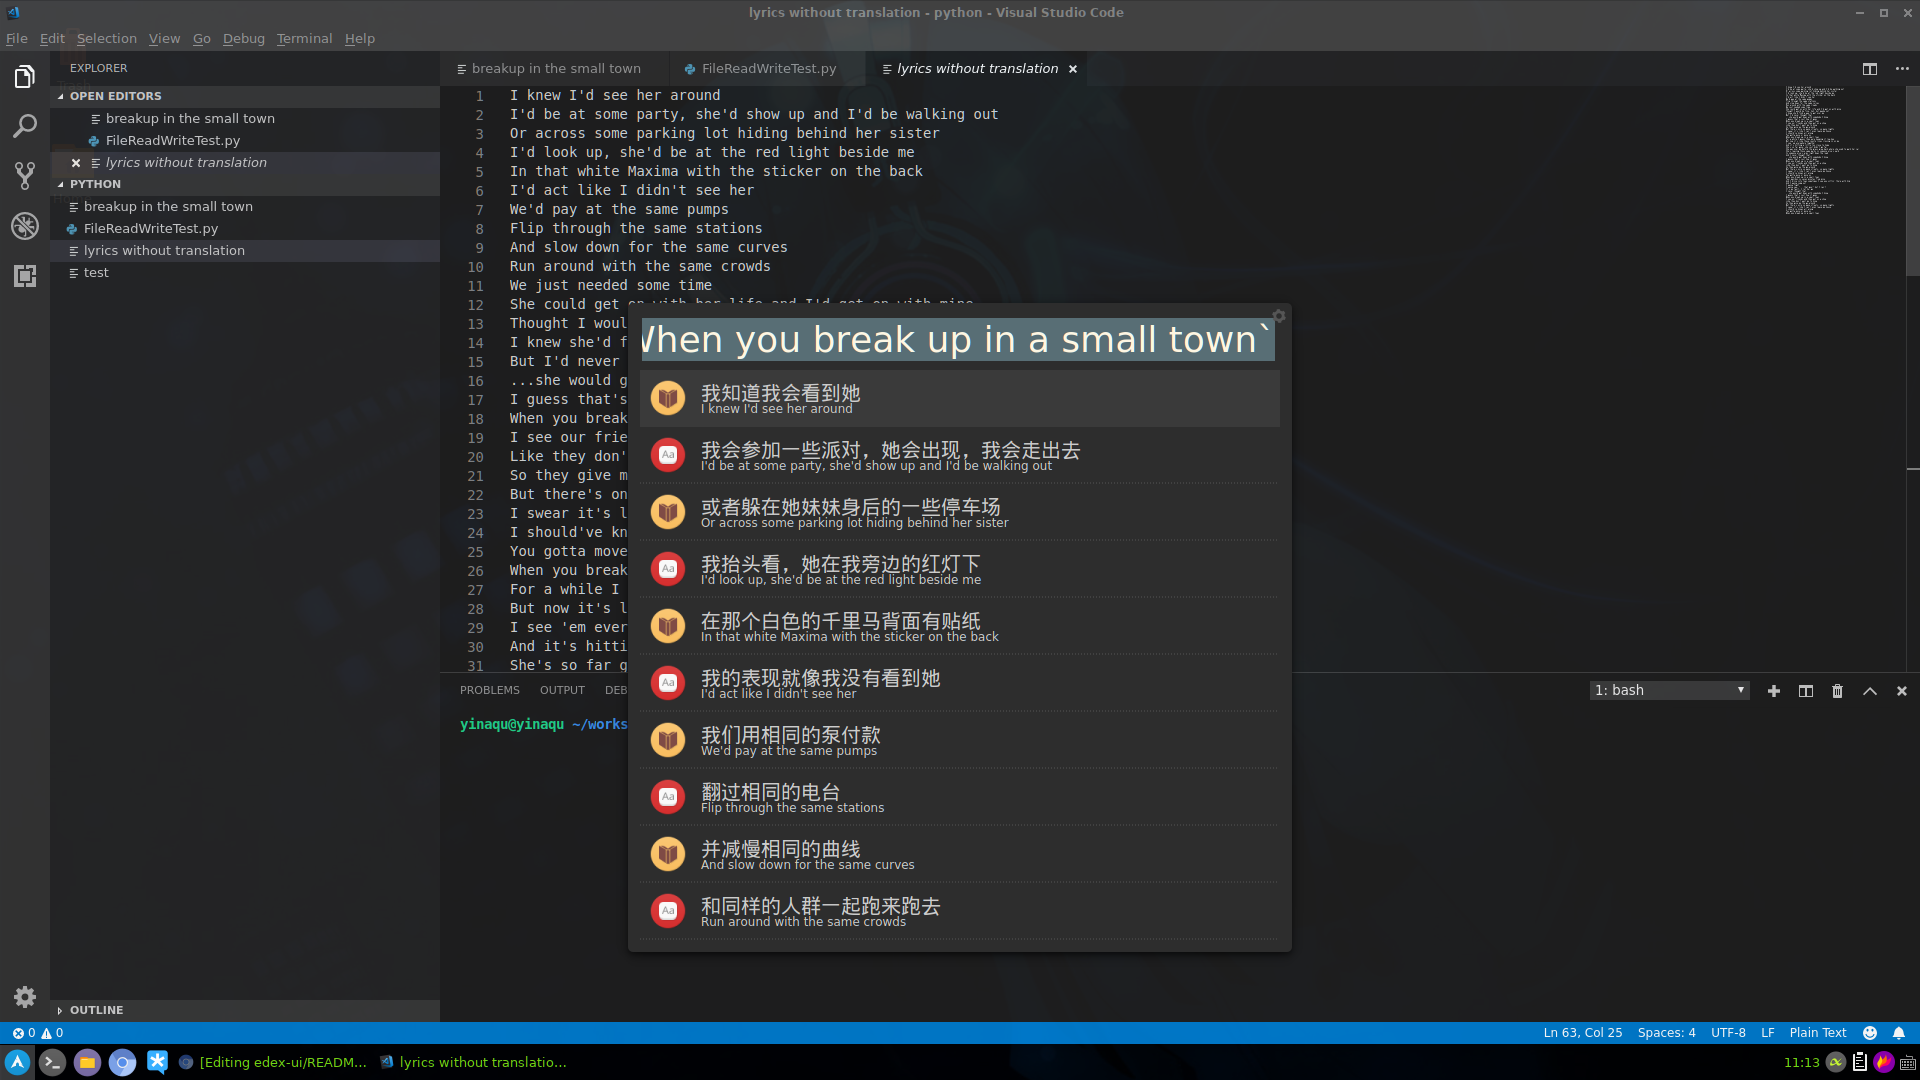 lyrics without translation - python - Visual Studio Code
File Edit Selection View Go Debug Terminal Help
EXPLORER
OPEN EDITORS
breakup in the small town
FileReadWriteTest.py
lyrics without translation
PYTHON
breakup in the small town
FileReadWriteTest.py
lyrics without translation
test
OUTLINE
breakup in the small town
FileReadWriteTest.py
lyrics without translation
1 I knew I'd see her around
2 I'd be at some party, she'd show up and I'd be walking out
3 Or across some parking lot hiding behind her sister
4 I'd look up, she'd be at the red light beside me
5 In that white Maxima with the sticker on the back
6 I'd act like I didn't see her
7 We'd pay at the same pumps
8 Flip through the same stations
9 And slow down for the same curves
10 Run around with the same crowds
11 We just needed some time
12 She could get on with her life and I'd get on with mine
13 Thought I woul
14 I knew she'd f
15 But I'd never
16 ...she would g
17 I guess that's
18 When you break
19 I see our frie
20 Like they don'
21 So they give m
22 But there's on
23 I swear it's l
24 I should've kn
25 You gotta move
26 When you break
27 For a while I
28 But now it's l
29 I see 'em ever
30 And it's hitti
31 She's so far g
When you break up in a small town`
我知道我会看到她
I knew I'd see her around
Aa
我会参加一些派对，她会出现，我会走出去
I'd be at some party, she'd show up and I'd be walking out
或者躲在她妹妹身后的一些停车场
Or across some parking lot hiding behind her sister
Aa
我抬头看，她在我旁边的红灯下
I'd look up, she'd be at the red light beside me
在那个白色的千里马背面有贴纸
In that white Maxima with the sticker on the back
Aa
我的表现就像我没有看到她
I'd act like I didn't see her
我们用相同的泵付款
We'd pay at the same pumps
Aa
翻过相同的电台
Flip through the same stations
并减慢相同的曲线
And slow down for the same curves
Aa
和同样的人群一起跑来跑去
Run around with the same crowds
PROBLEMS OUTPUT DEB
1: bash
yinaqu@yinaqu ~/works
0 0
Ln 63, Col 25 Spaces: 4 UTF-8 LF Plain Text
[Editing edex-ui/READM...
lyrics without translatio...
11:13